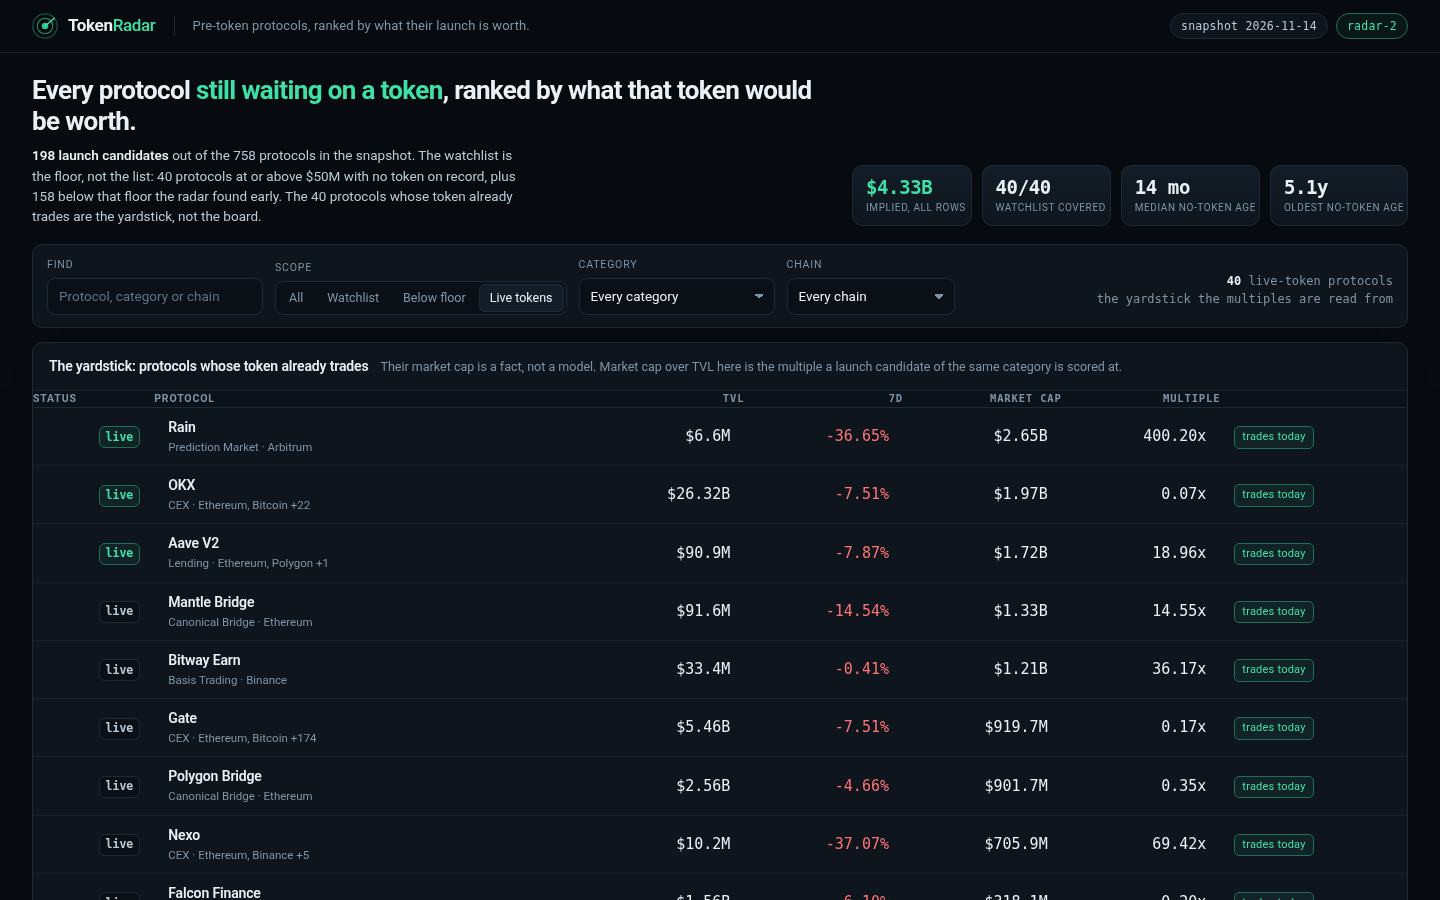 TokenRadar
Pre-token protocols, ranked by what their launch is worth.
snapshot 2026-11-14
radar-2
Every protocol still waiting on a token, ranked by what that token would
be worth.
198 launch candidates out of the 758 protocols in the snapshot. The watchlist is
the floor, not the list: 40 protocols at or above $50M with no token on record, plus
158 below that floor the radar found early. The 40 protocols whose token already
trades are the yardstick, not the board.
$4.33B
IMPLIED, ALL ROWS
40/40
WATCHLIST COVERED
14 mo
MEDIAN NO-TOKEN AGE
5.1y
OLDEST NO-TOKEN AGE
FIND
Protocol, category or chain
SCOPE
All Watchlist Below floor Live tokens
CATEGORY
Every category
CHAIN
Every chain
40 live-token protocols
the yardstick the multiples are read from
The yardstick: protocols whose token already trades Their market cap is a fact, not a model. Market cap over TVL here is the multiple a launch candidate of the same category is scored at.
STATUS PROTOCOL TVL 7D MARKET CAP MULTIPLE
live Rain $6.6M -36.65% $2.65B 400.20x trades today
Prediction Market · Arbitrum
live OKX $26.32B -7.51% $1.97B 0.07x trades today
CEX · Ethereum, Bitcoin +22
live Aave V2 $90.9M -7.87% $1.72B 18.96x trades today
Lending · Ethereum, Polygon +1
live Mantle Bridge $91.6M -14.54% $1.33B 14.55x trades today
Canonical Bridge · Ethereum
live Bitway Earn $33.4M -0.41% $1.21B 36.17x trades today
Basis Trading · Binance
live Gate $5.46B -7.51% $919.7M 0.17x trades today
CEX · Ethereum, Bitcoin +174
live Polygon Bridge $2.56B -4.66% $901.7M 0.35x trades today
Canonical Bridge · Ethereum
live Nexo $10.2M -37.07% $705.9M 69.42x trades today
CEX · Ethereum, Binance +5
Falcon Finance